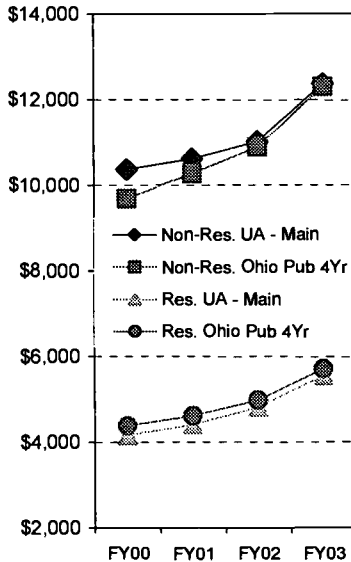 $14,000
$12,000
$10,000
$8,000
$6,000
$4,000
$2,000
Non-Res. UA - Main
Non-Res. Ohio Pub 4Yr
Res. UA - Main
Res. Ohio Pub 4Yr
FY00 FY01 FY02 FY03